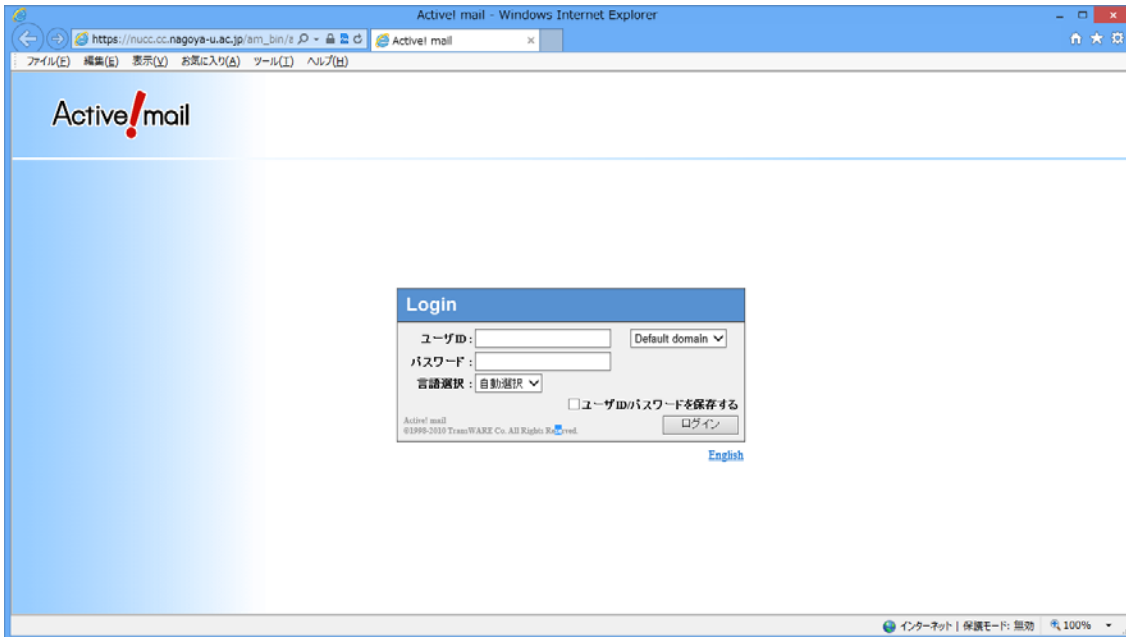 Active! mail - Windows Internet Explorer
https://nucc.cc.nagoya-u.ac.jp/am_bin/
Active! mail
ファイル(F) 編集(E) 表示(V) お気に入り(A) ツール(T) ヘルプ(H)
Active! mail
Login
ユーザID :
Default domain
パスワード :
言語選択 : 自動選択
ユーザID/パスワードを保存する
Active! mail
©1998-2010 TransWARE Co. All Rights Reserved.
ログイン
English
インターネット | 保護モード: 無効
100%